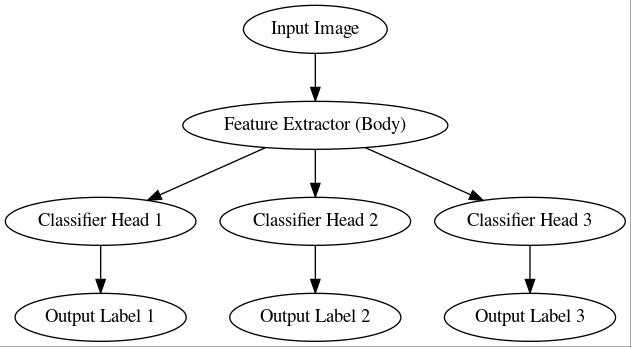 Input Image
Feature Extractor (Body)
Classifier Head 1
Classifier Head 2
Classifier Head 3
Output Label 1
Output Label 2
Output Label 3